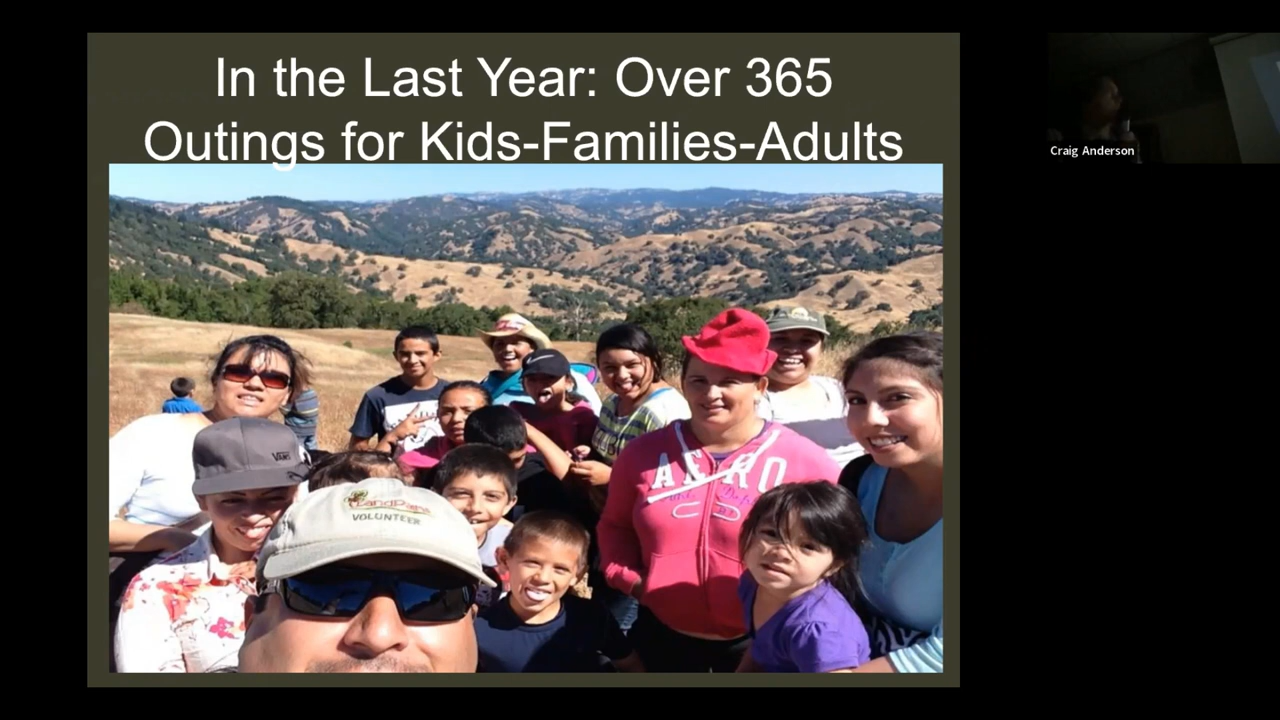 In the Last Year: Over 365
Outings for Kids-Families-Adults
Craig Anderson
VANS
LandPaths
VOLUNTEER
AERO